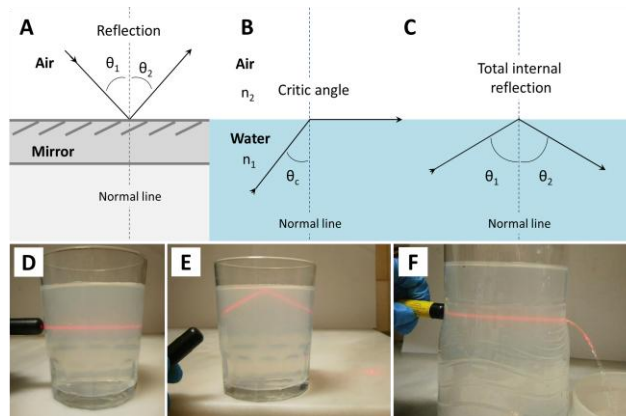 A
Reflection
Air
θ1
θ2
Mirror
Normal line
B
Air
n2
Critic angle
Water
n1
θc
Normal line
C
Total internal
reflection
θ1
θ2
Normal line
D
E
F